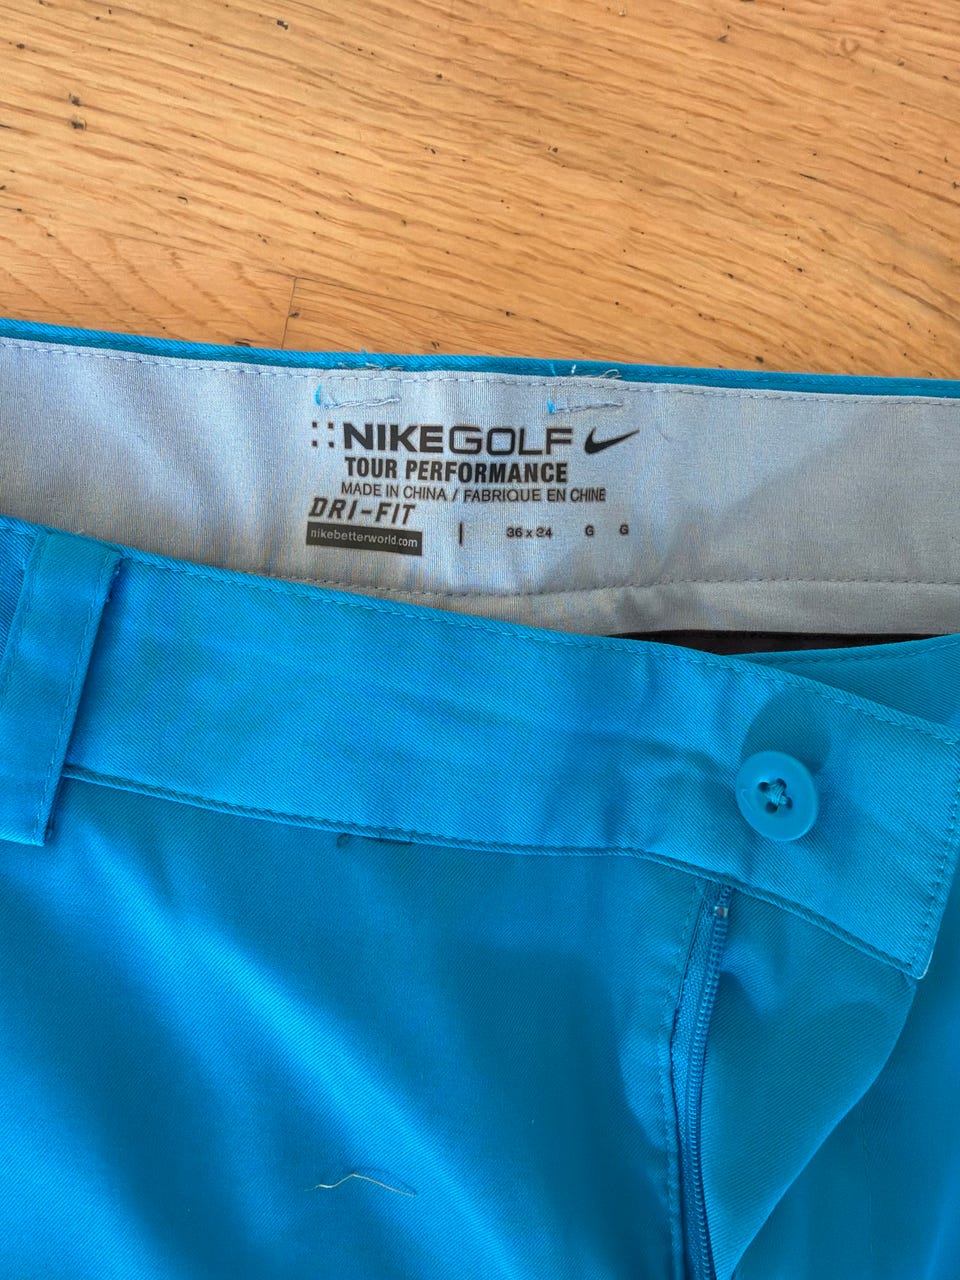 NIKEGOLF
TOUR PERFORMANCE
MADE IN CHINA / FABRIQUE EN CHINE
DRI-FIT
nikebetterworld.com | 36 x 24 G G